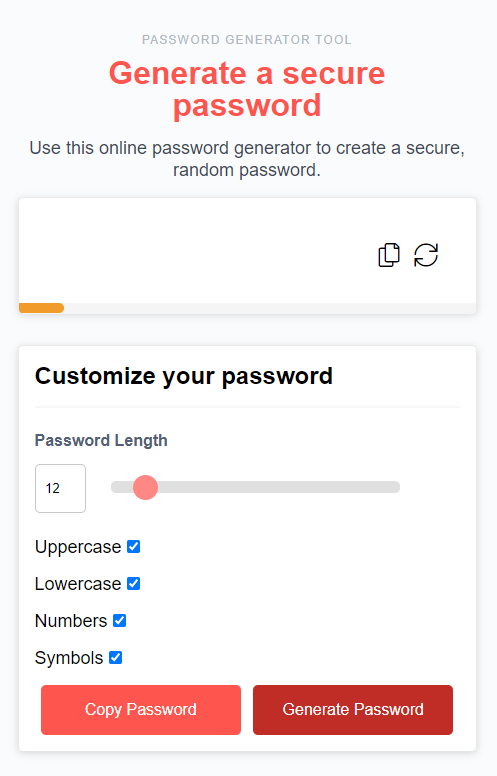 PASSWORD GENERATOR TOOL
Generate a secure
password
Use this online password generator to create a secure,
random password.
Customize your password
Password Length
12
Uppercase
Lowercase
Numbers
Symbols
Copy Password
Generate Password